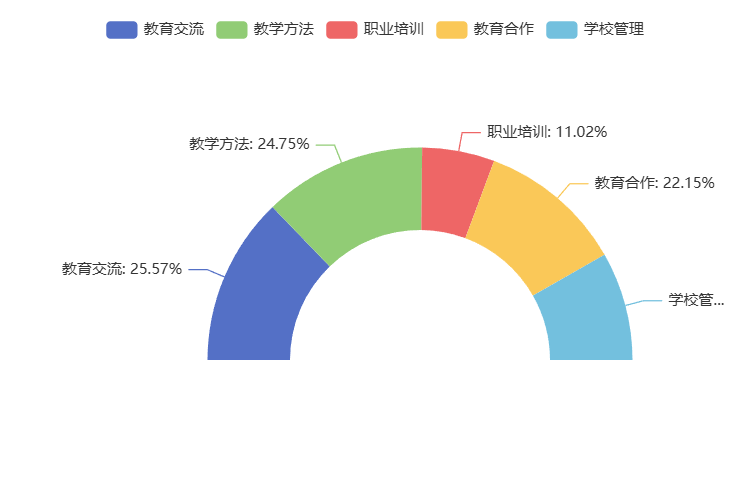 教育交流 教学方法 职业培训 教育合作 学校管理
职业培训: 11.02%
教学方法: 24.75%
教育合作: 22.15%
教育交流: 25.57%
学校管...